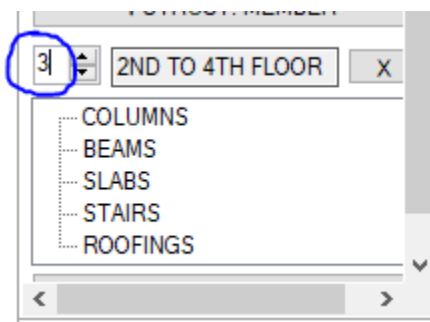 3 2ND TO 4TH FLOOR X
COLUMNS
BEAMS
SLABS
STAIRS
ROOFINGS